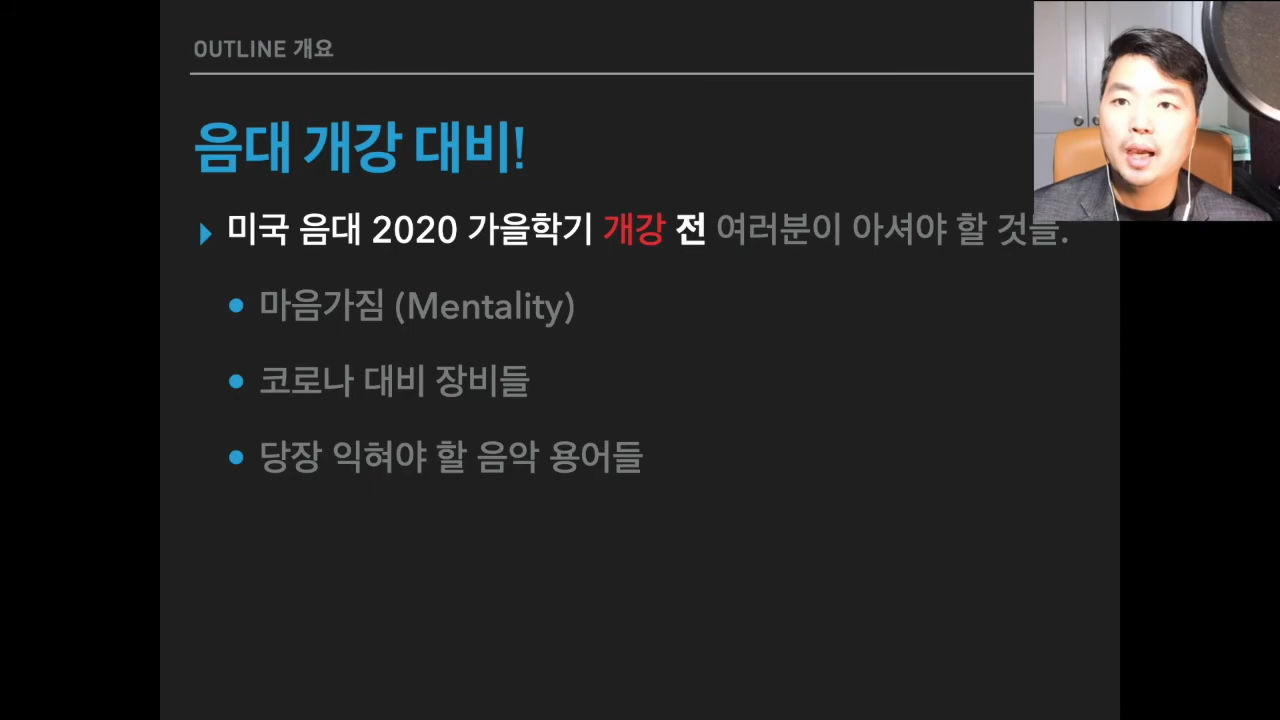 OUTLINE 개요
음대 개강 대비!
미국 음대 2020 가을학기 개강 전 여러분이 아셔야 할 것들.
마음가짐 (Mentality)
코로나 대비 장비들
당장 익혀야 할 음악 용어들